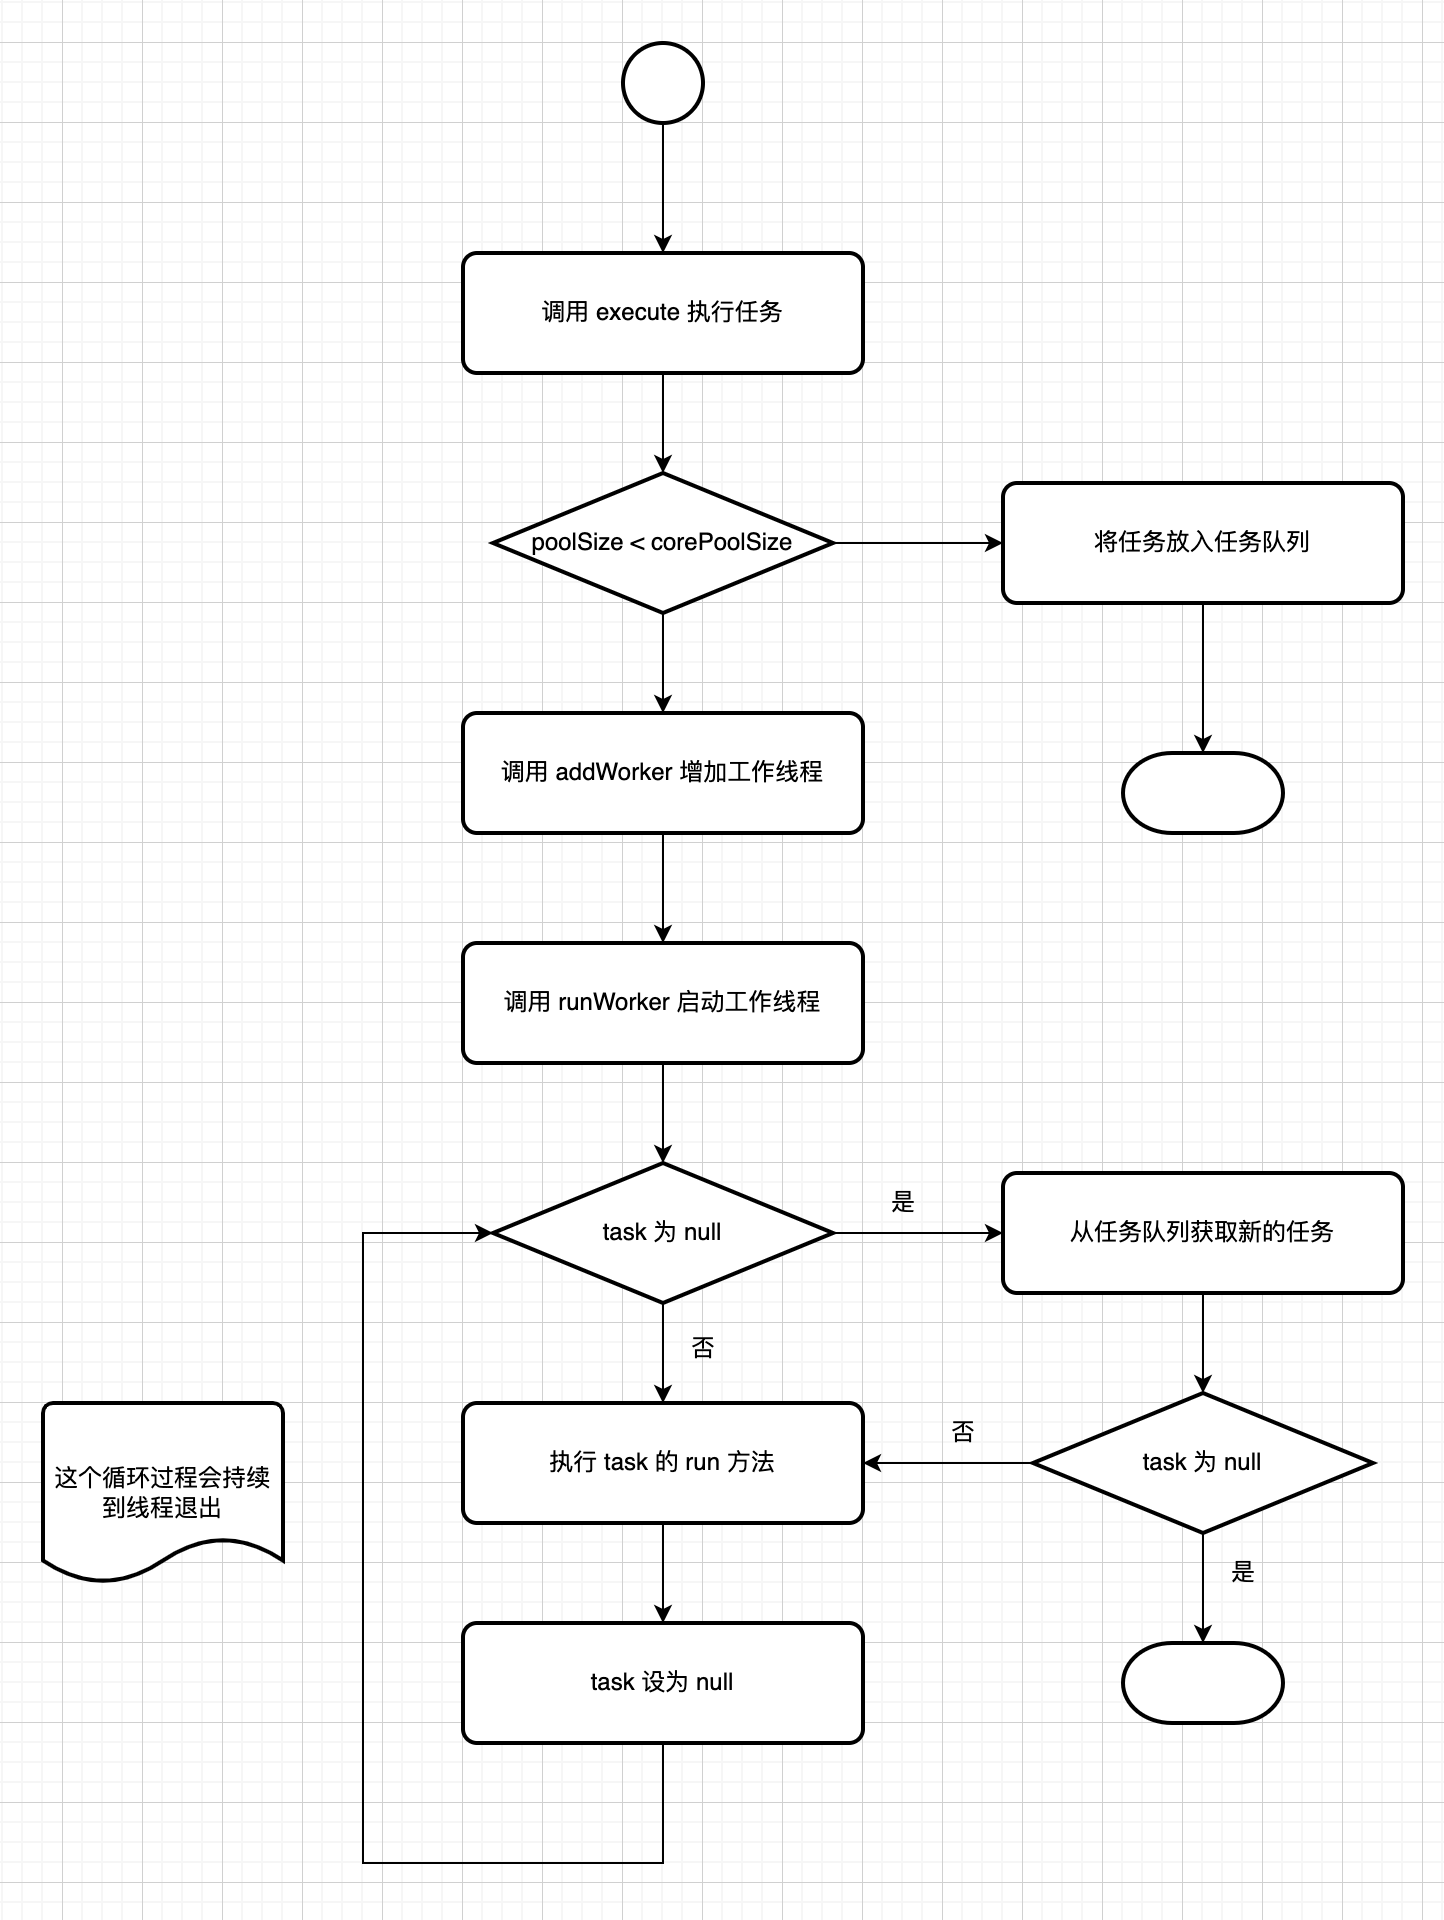 调用 execute 执行任务
poolSize < corePoolSize
将任务放入任务队列
调用 addWorker 增加工作线程
调用 runWorker 启动工作线程
task 为 null
是
从任务队列获取新的任务
否
这个循环过程会持续
到线程退出
执行 task 的 run 方法
否
task 为 null
是
task 设为 null